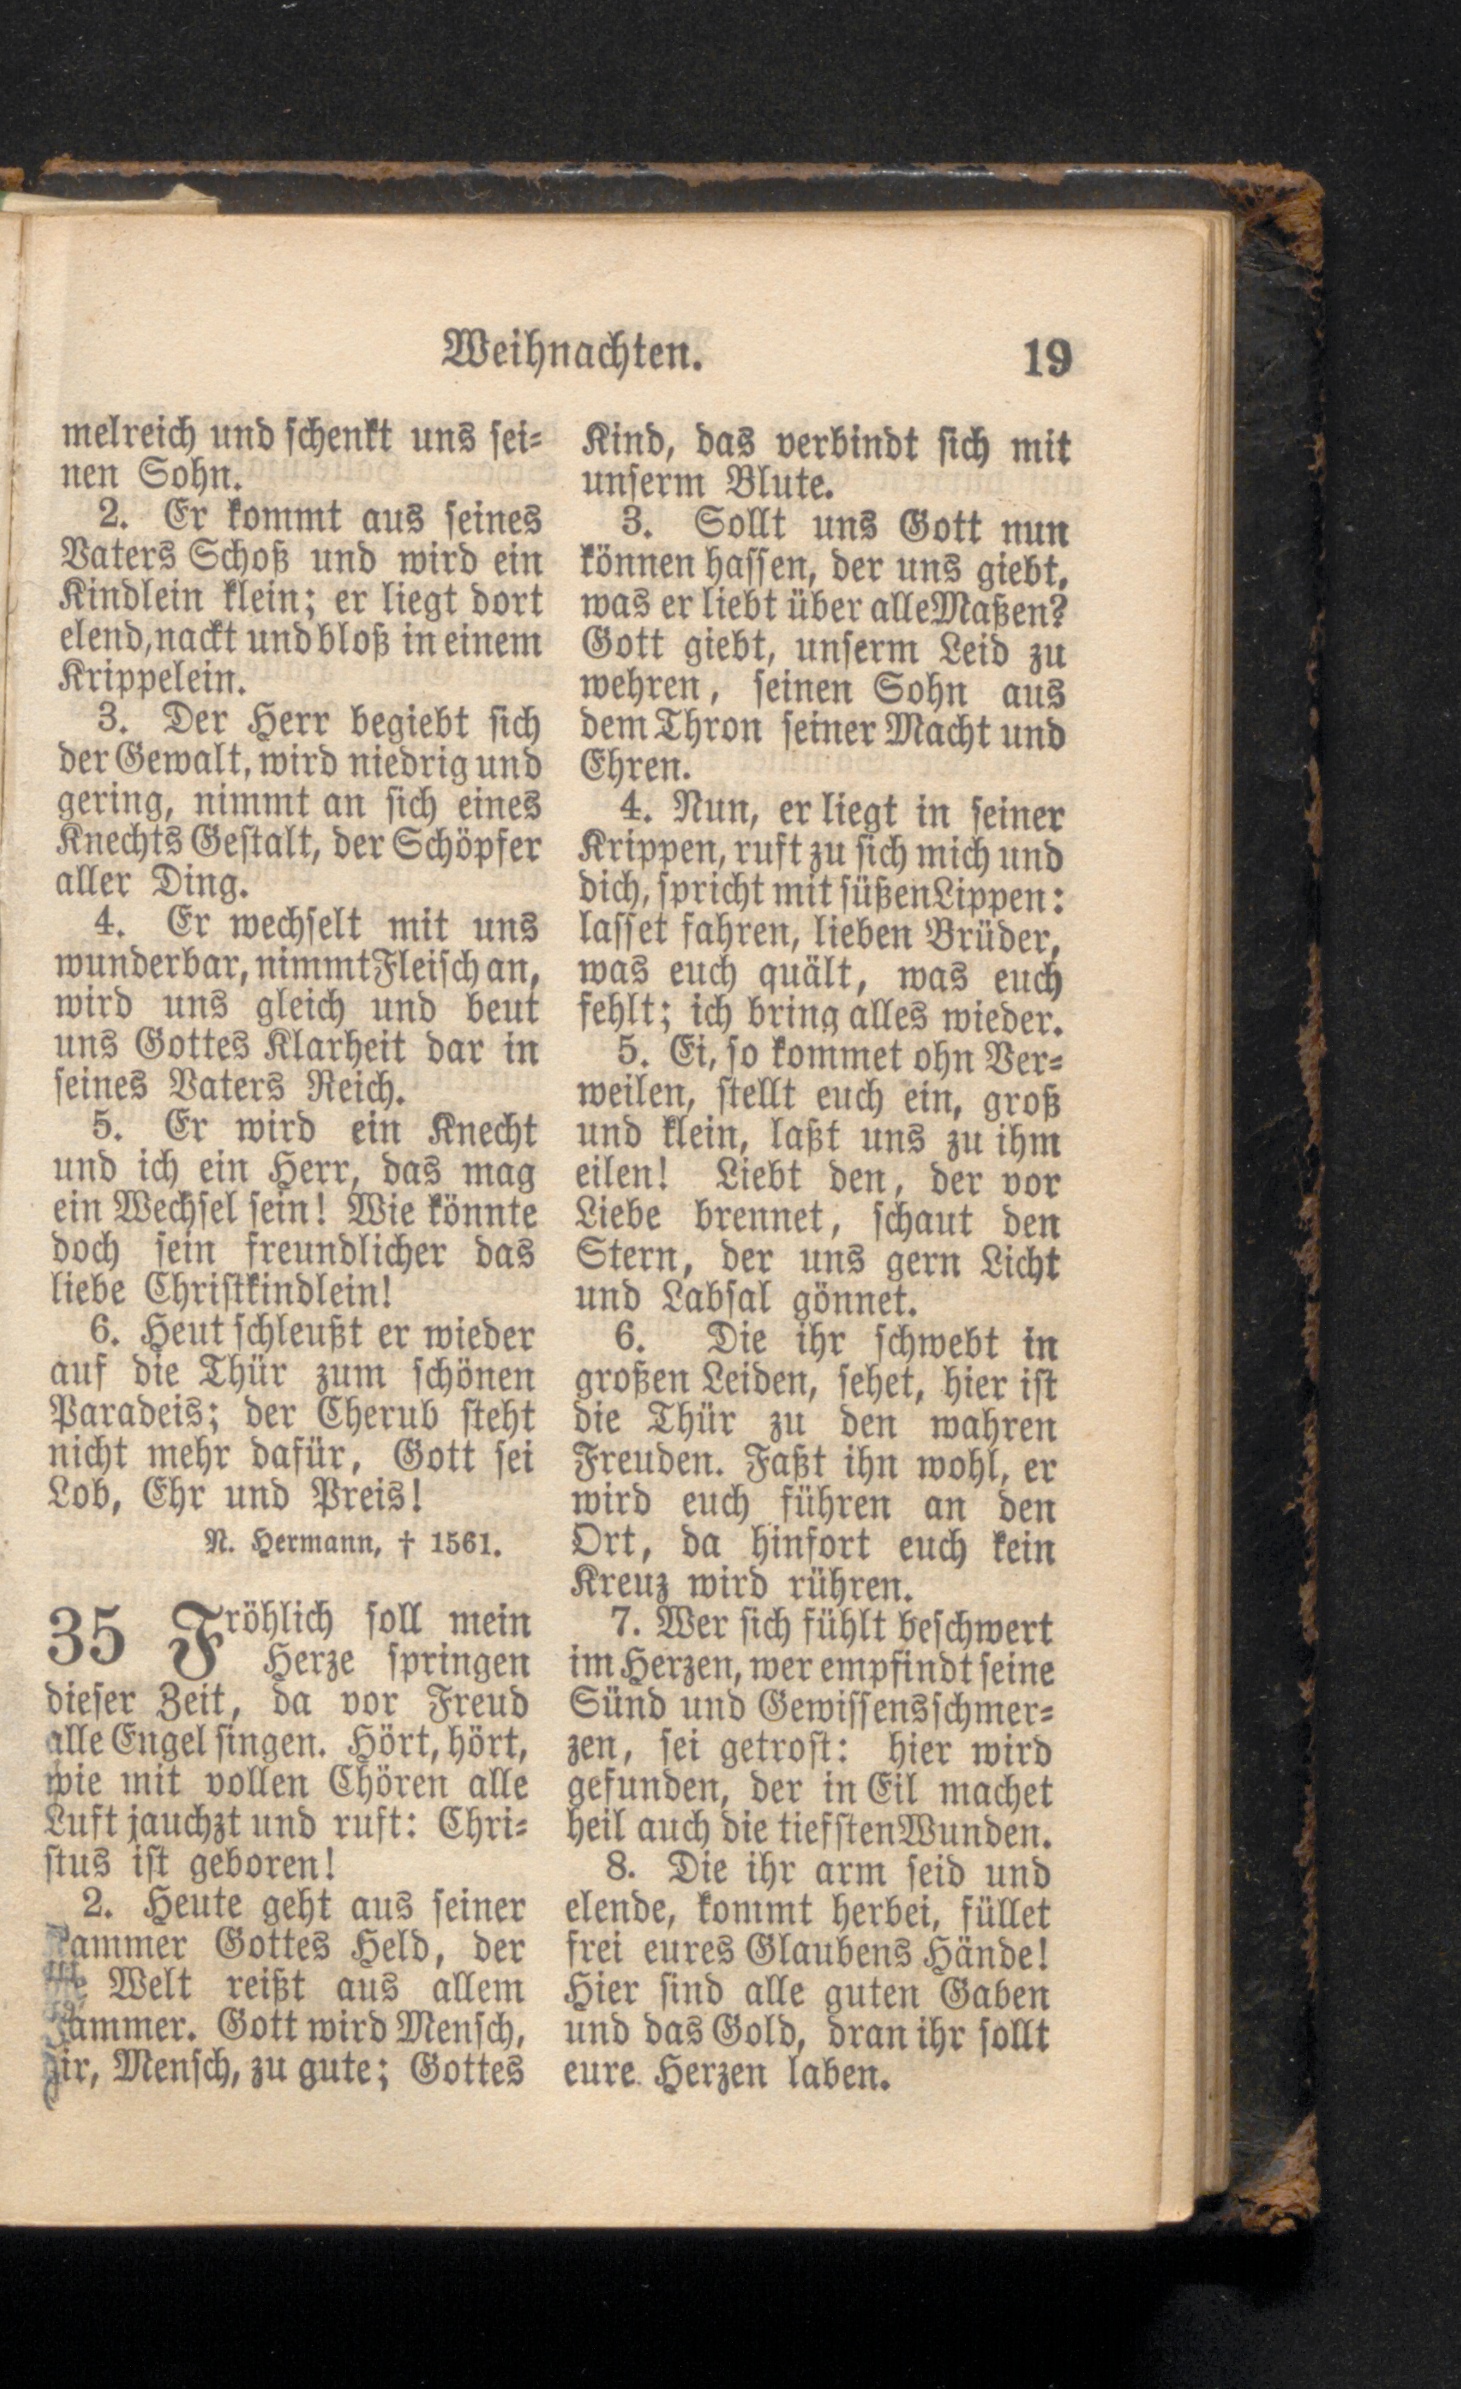 Weihnachten. 19
melreich und schenkt uns sei-
nen Sohn.
2. Er kommt aus seines
Vaters Schoß und wird ein
Kindlein klein; er liegt dort
elend, nackt und bloß in einem
Krippelein.
3. Der Herr begiebt sich
der Gewalt, wird niedrig und
gering, nimmt an sich eines
Knechts Gestalt, der Schöpfer
aller Ding.
4. Er wechselt mit uns
wunderbar, nimmt Fleisch an,
wird uns gleich und beut
uns Gottes Klarheit dar in
seines Vaters Reich.
5. Er wird ein Knecht
und ich ein Herr, das mag
ein Wechsel sein! Wie könnte
doch sein freundlicher das
liebe Christkindlein!
6. Heut schleußt er wieder
auf die Thür zum schönen
Paradeis; der Cherub steht
nicht mehr dafür, Gott sei
Lob, Ehr und Preis!
N. Hermann, † 1561.
35 Fröhlich soll mein
Herze springen
dieser Zeit, da vor Freud
alle Engel singen. Hört, hört,
wie mit vollen Chören alle
Luft jauchzt und ruft: Chri-
stus ist geboren!
2. Heute geht aus seiner
Kammer Gottes Held, der
die Welt reißt aus allem
Jammer. Gott wird Mensch,
dir, Mensch, zu gute; Gottes
Kind, das verbindt sich mit
unserm Blute.
3. Sollt uns Gott nun
können hassen, der uns giebt,
was er liebt über alle Maßen?
Gott giebt, unserm Leid zu
wehren, seinen Sohn aus
dem Thron seiner Macht und
Ehren.
4. Nun, er liegt in seiner
Krippen, ruft zu sich mich und
dich, spricht mit süßen Lippen:
lasset fahren, lieben Brüder,
was euch quält, was euch
fehlt; ich bring alles wieder.
5. Ei, so kommet ohn Ver-
weilen, stellt euch ein, groß
und klein, laßt uns zu ihm
eilen! Liebt den, der vor
Liebe brennet, schaut den
Stern, der uns gern Licht
und Labsal gönnet.
6. Die ihr schwebt in
großen Leiden, sehet, hier ist
die Thür zu den wahren
Freuden. Faßt ihn wohl, er
wird euch führen an den
Ort, da hinfort euch kein
Kreuz wird rühren.
7. Wer sich fühlt beschwert
im Herzen, wer empfindt seine
Sünd und Gewissensschmer-
zen, sei getrost: hier wird
gefunden, der in Eil machet
heil auch die tiefsten Wunden.
8. Die ihr arm seid und
elende, kommt herbei, füllet
frei eures Glaubens Hände!
Hier sind alle guten Gaben
und das Gold, dran ihr sollt
eure Herzen laben.